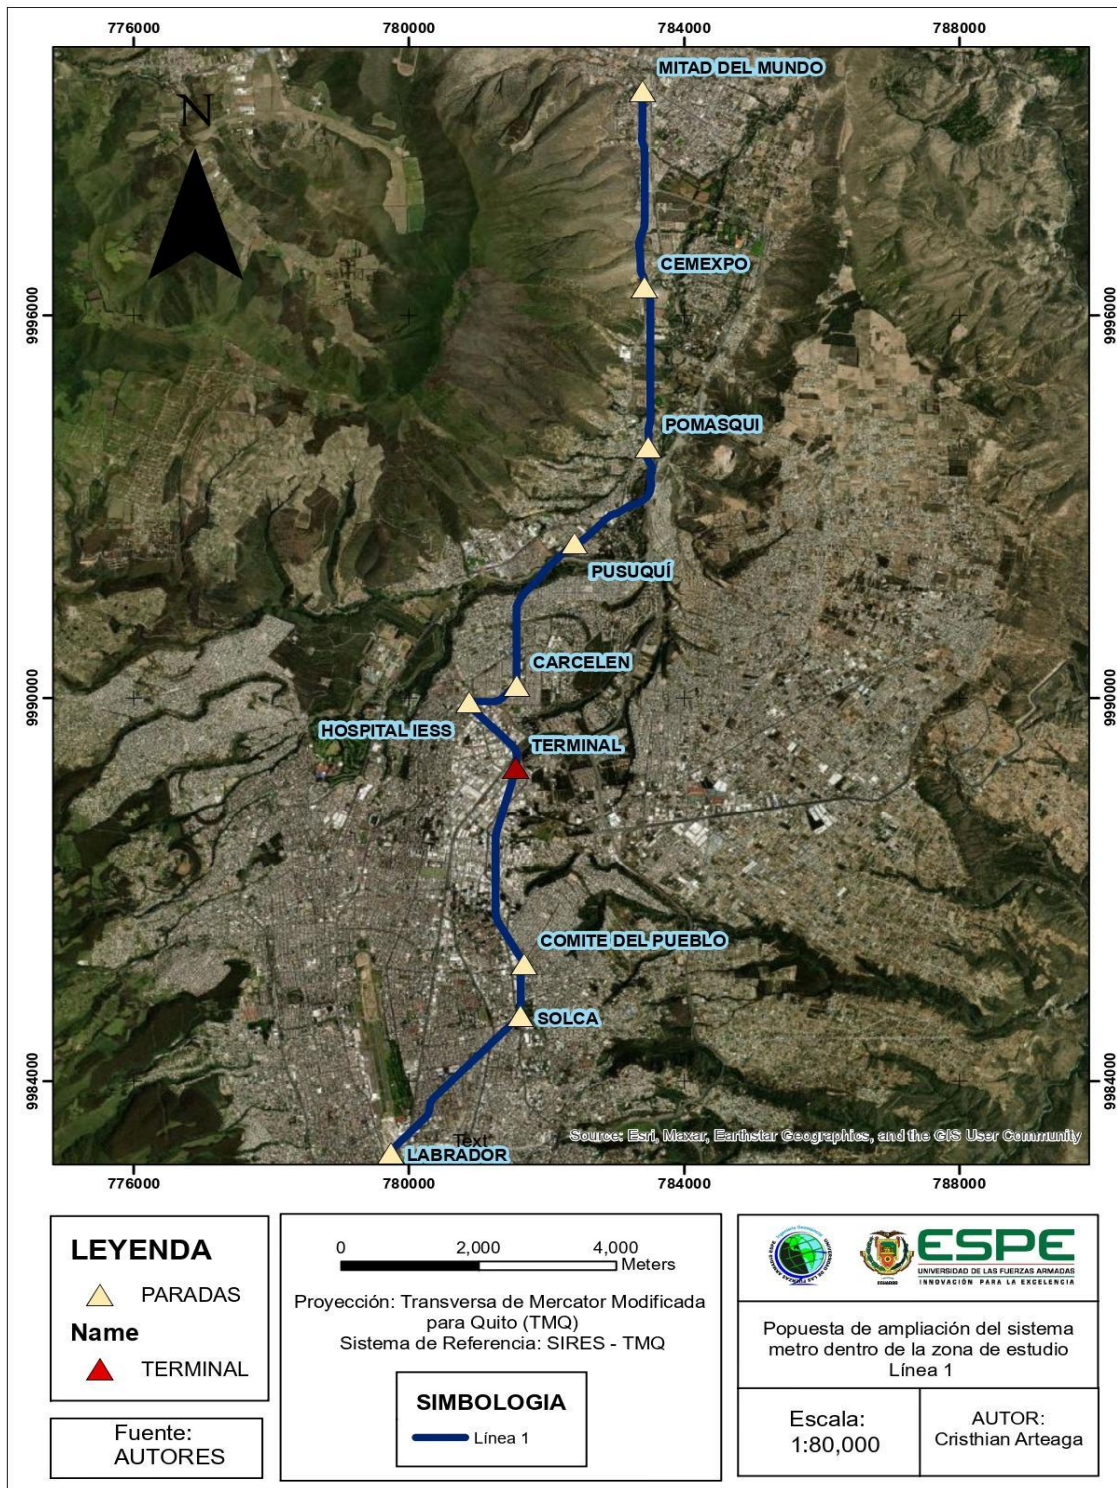 776000
780000
784000
788000
MITAD DEL MUNDO
N
CEMEXPO
9996000
9996000
POMASQUI
PUSUQUÍ
CARCELEN
9990000
9990000
HOSPITAL IESS
TERMINAL
COMITE DEL PUEBLO
SOLCA
9984000
9984000
Text
Source: Esri, Maxar, Earthstar Geographics, and the GIS User Community
LABRADOR
776000
780000
784000
788000
LEYENDA
PARADAS
Name
TERMINAL
Fuente:
AUTORES
0
2,000
4,000
Meters
Proyección: Transversa de Mercator Modificada
para Quito (TMQ)
Sistema de Referencia: SIRES - TMQ
SIMBOLOGIA
Línea 1
ESPE
UNIVERSIDAD DE LAS FUERZAS ARMADAS
INNOVACIÓN PARA LA EXCELENCIA
ECUADOR
Popuesta de ampliación del sistema
metro dentro de la zona de estudio
Línea 1
Escala:
1:80,000
AUTOR:
Cristhian Arteaga